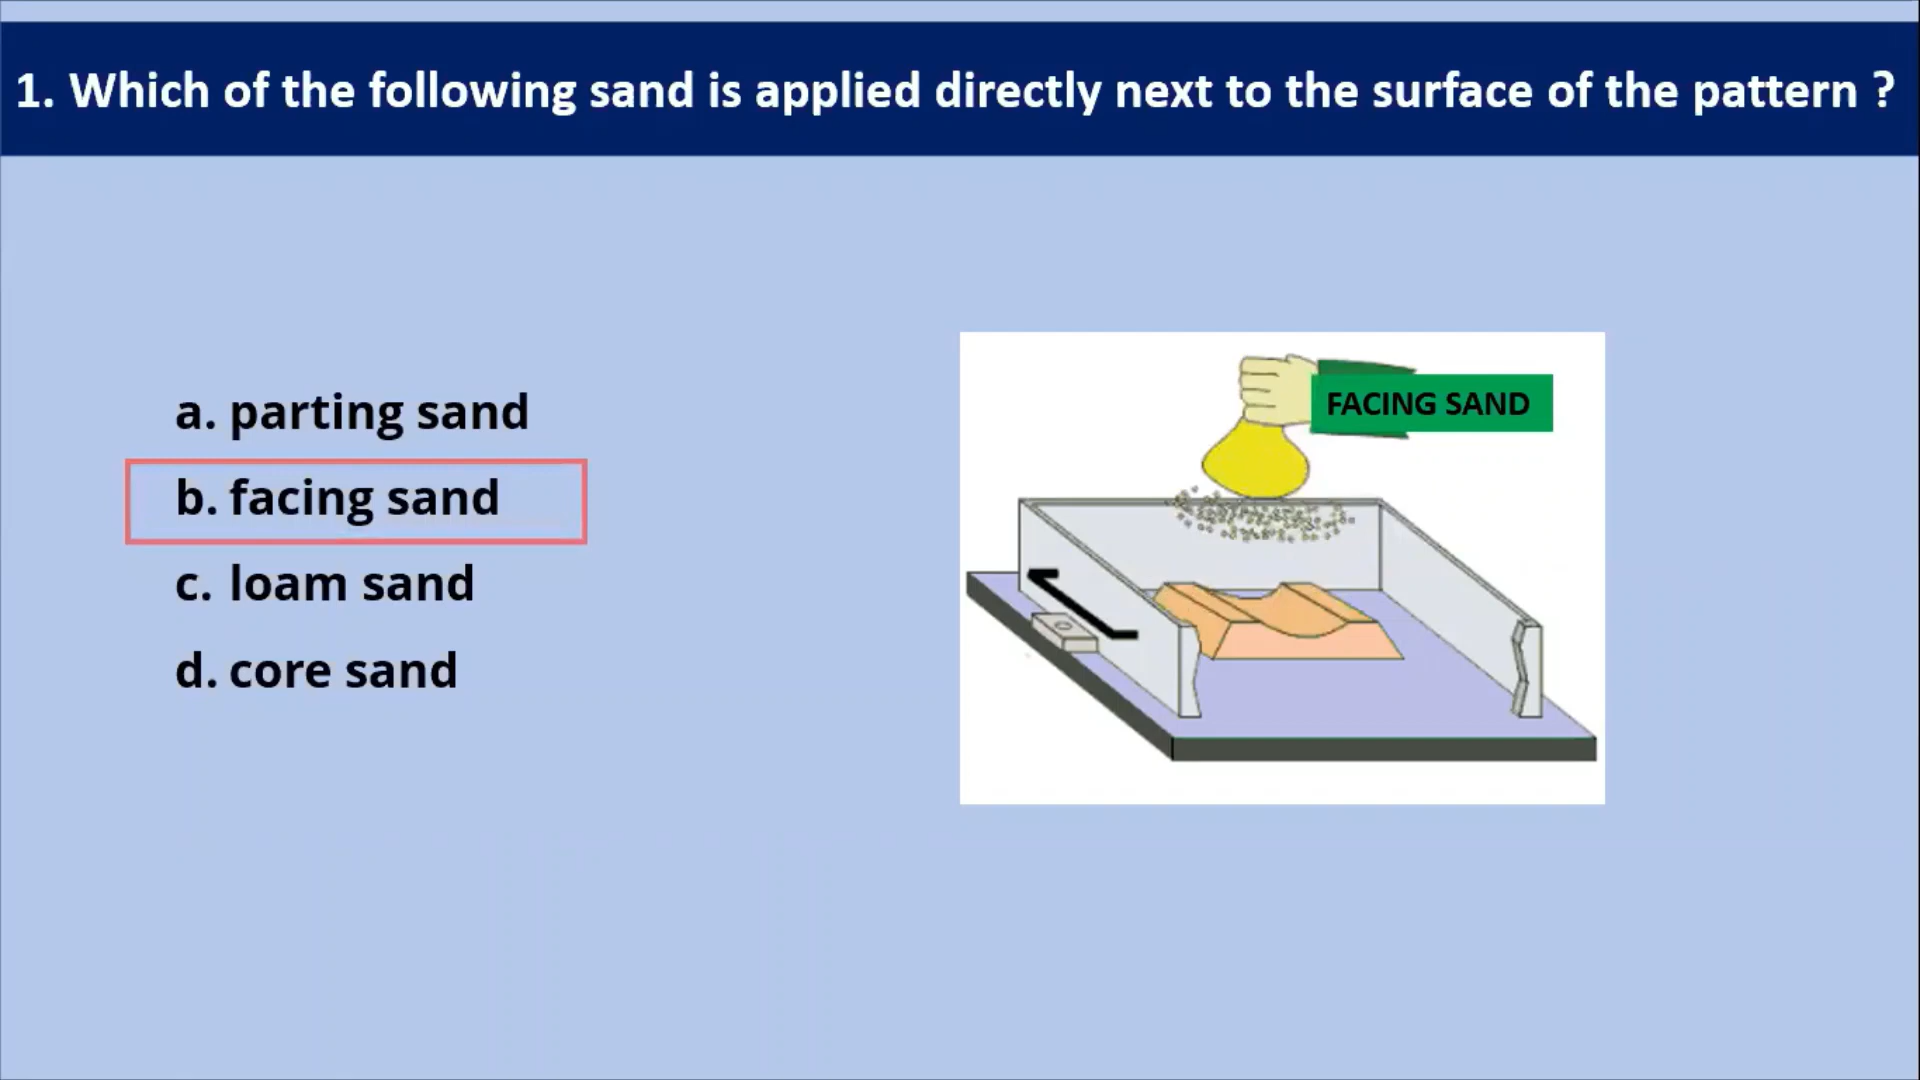 1. Which of the following sand is applied directly next to the surface of the pattern ?
a. parting sand
b. facing sand
c. loam sand
d. core sand
FACING SAND